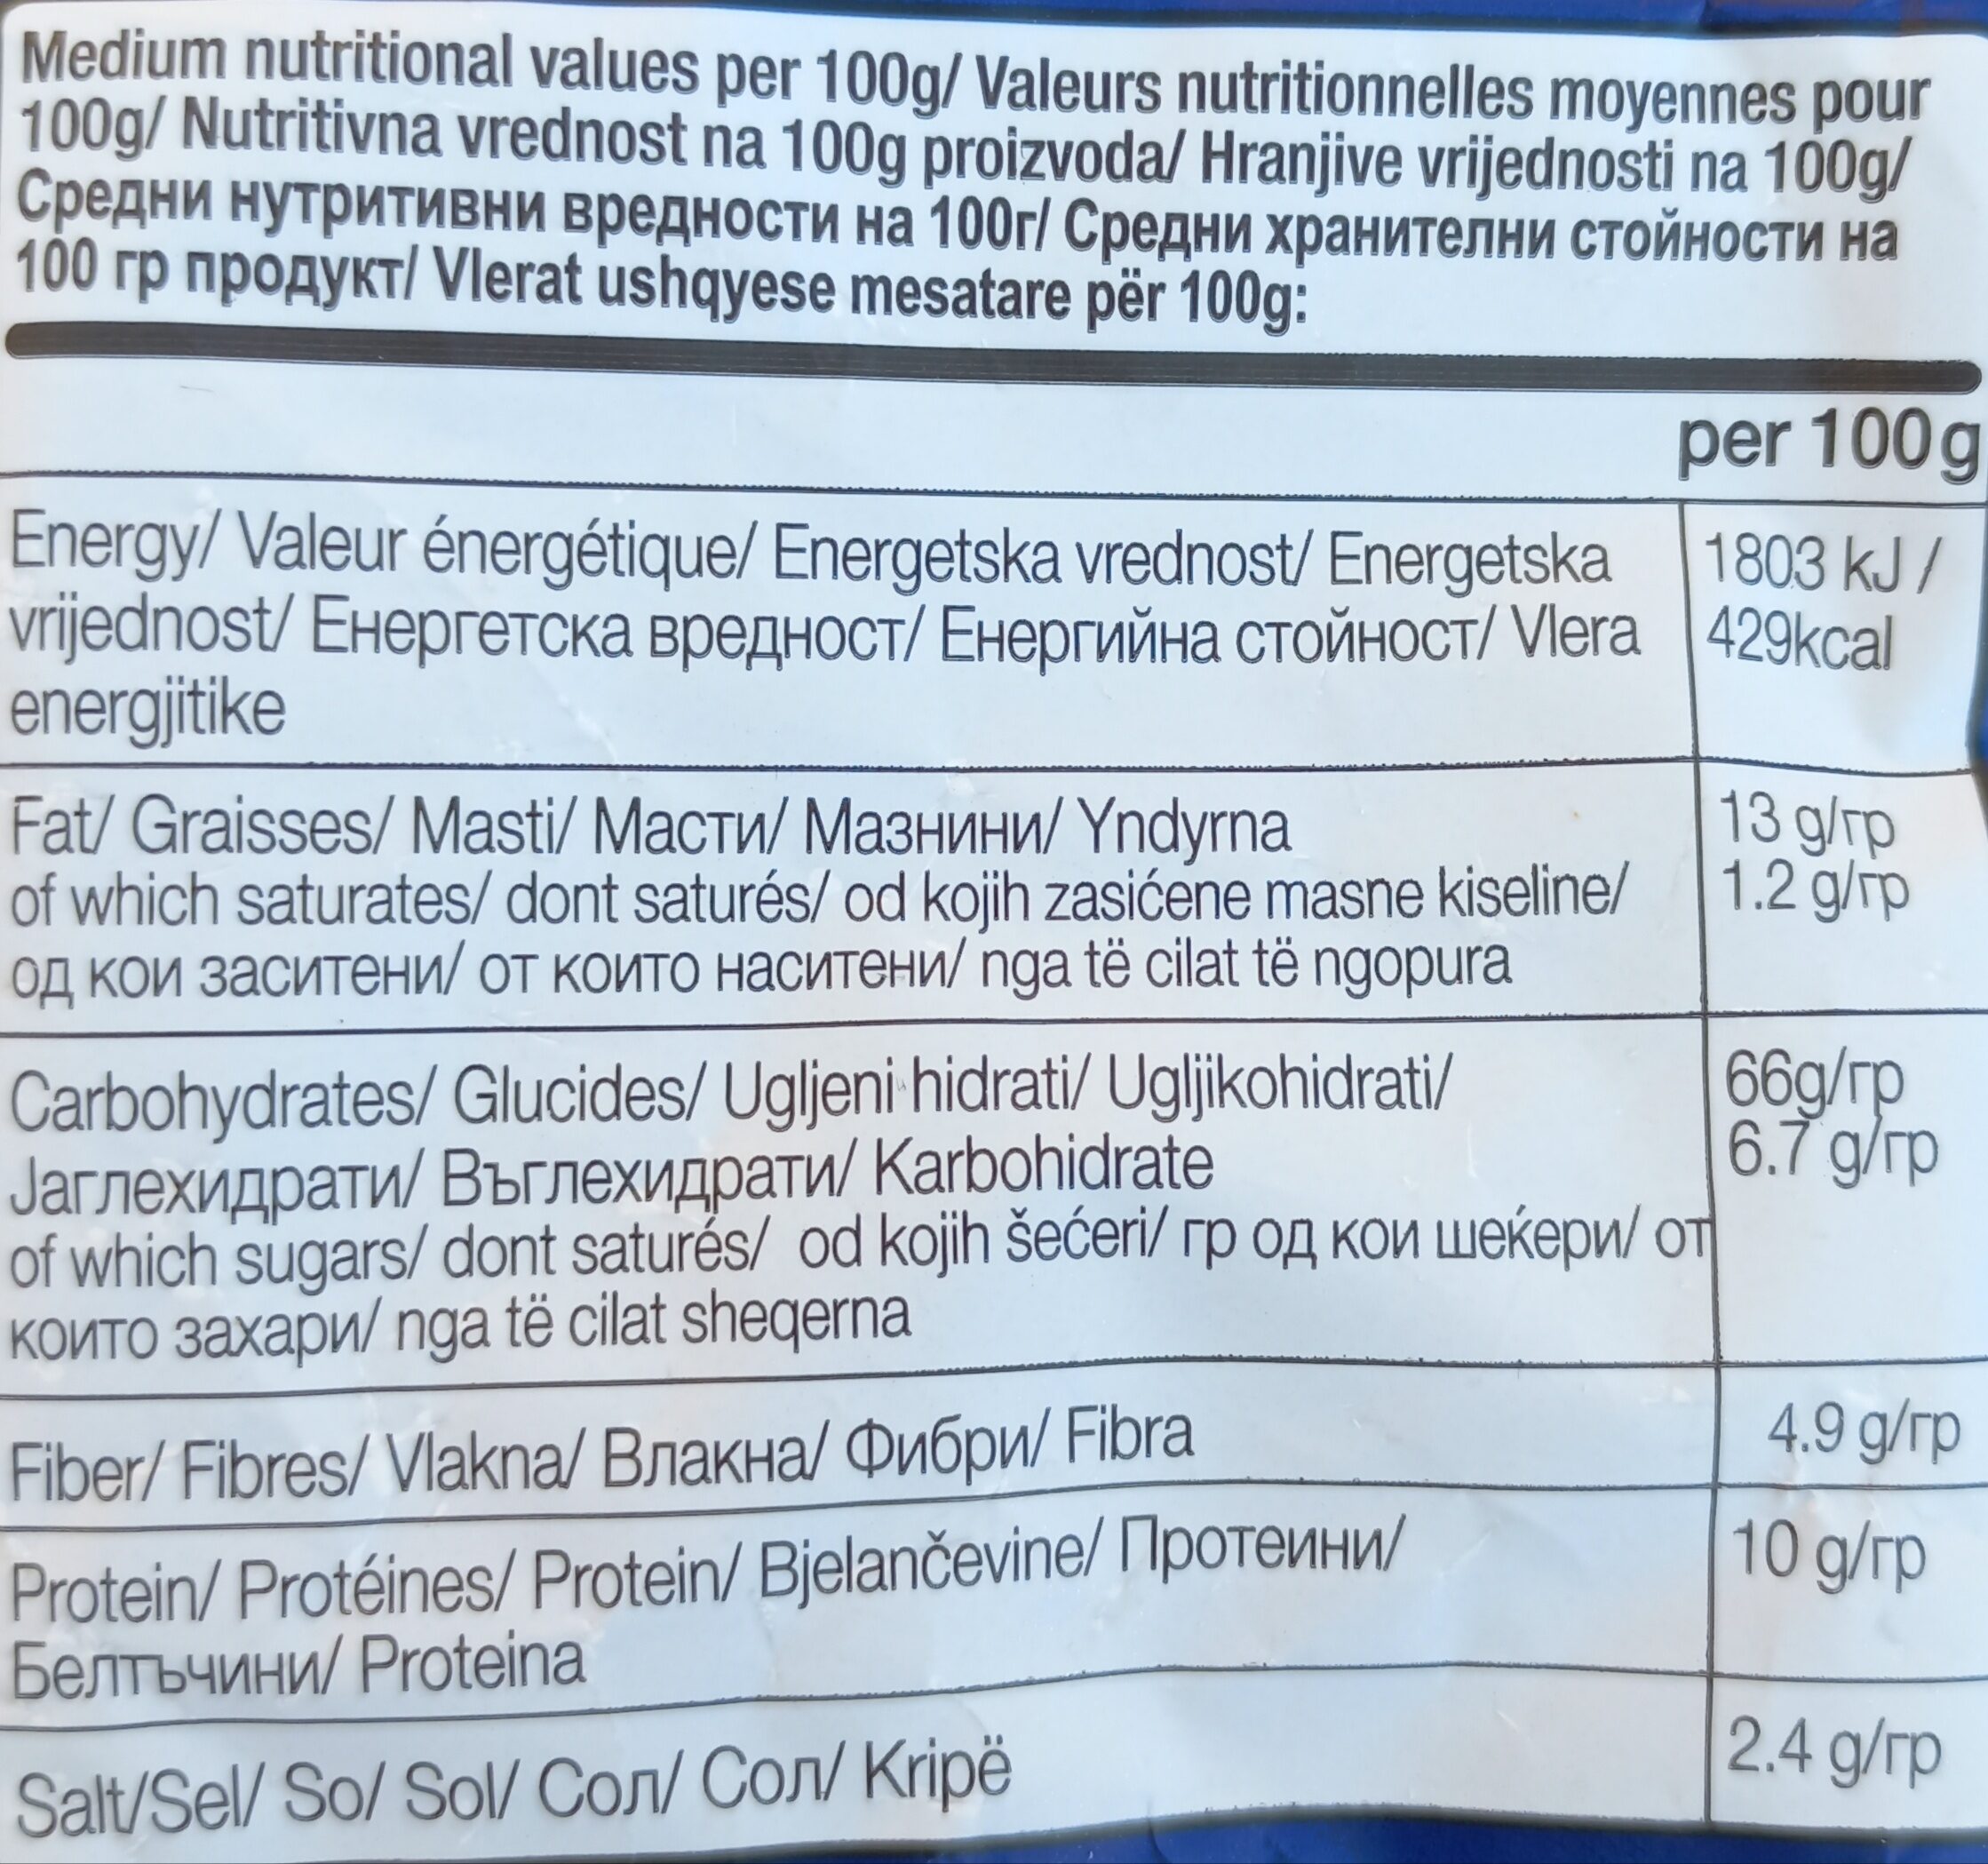 Medium nutritional values per 100g/ Valeurs nutritionnelles moyennes pour
100g/ Nutritivna vrednost na 100g proizvoda/ Hranjive vrijednosti na 100g/
Средни нутритивни вредности на 100г/ Средни хранителни стойности на
100 гр продукт/ Vlerat ushqyese mesatare për 100g:
per 100g
Energy/ Valeur énergétique/ Energetska vrednost/ Energetska
vrijednost/ Енергетска вредност/ Енергийна стойност/ Vlera
energjitike
1803 kJ /
429kcal
Fat/ Graisses/ Masti/ Масти/ Мазнини/ Yndyrna
of which saturates/ dont saturés/ od kojih zasićene masne kiseline/
од кои заситени/ от които наситени/ nga të cilat të ngopura
13 g/гр
1.2 g/гр
Carbohydrates/ Glucides/ Ugljeni hidrati/ Ugljikohidrati/
Јаглехидрати/ Въглехидрати/ Karbohidrate
of which sugars/ dont saturés/ od kojih šećeri/ гр од кои шеќери/ от
които захари/ nga të cilat sheqerna
66g/гр
6.7 g/гр
Fiber/ Fibres/ Vlakna/ Влакна/ Фибри/ Fibra
4.9 g/гр
Protein/ Protéines/ Protein/ Bjelančevine/ Протеини/
Белтъчини/ Proteina
10 g/гр
Salt/Sel/ So/ Sol/ Сол/ Сол/ Kripë
2.4 g/гр